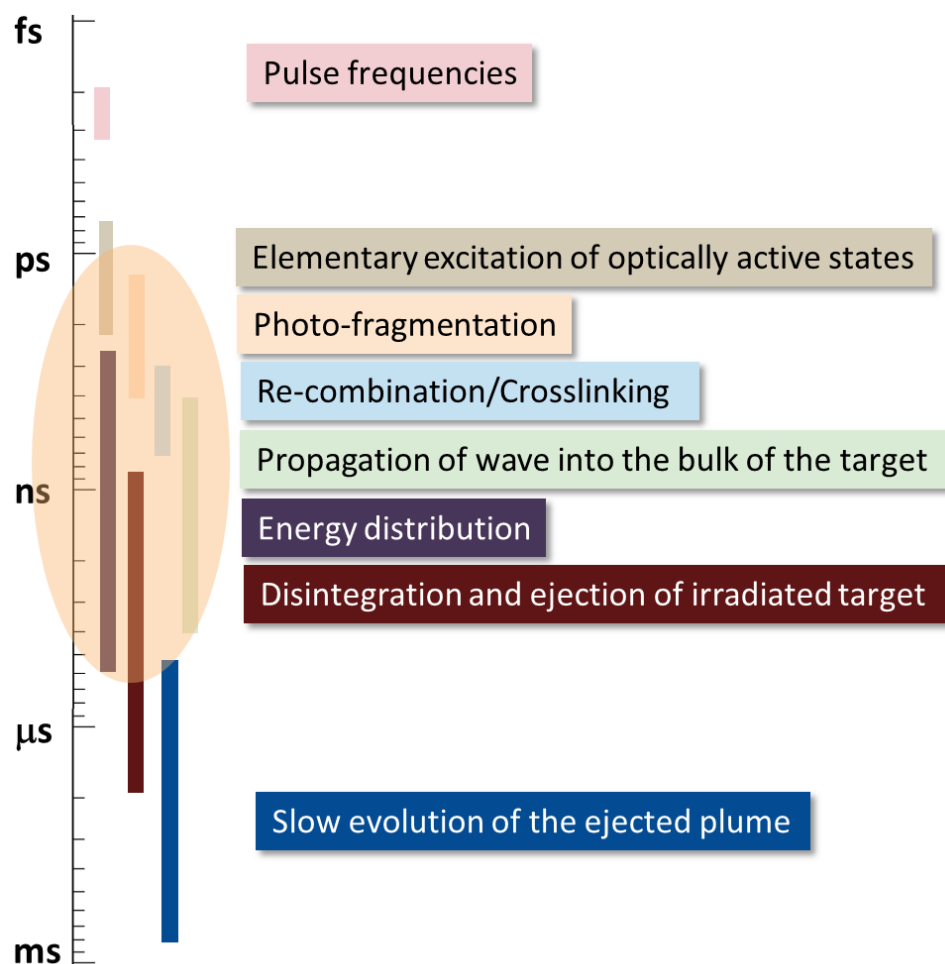 fs
Pulse frequencies
ps
Elementary excitation of optically active states
Photo-fragmentation
Re-combination/Crosslinking
Propagation of wave into the bulk of the target
ns
Energy distribution
Disintegration and ejection of irradiated target
μs
Slow evolution of the ejected plume
ms